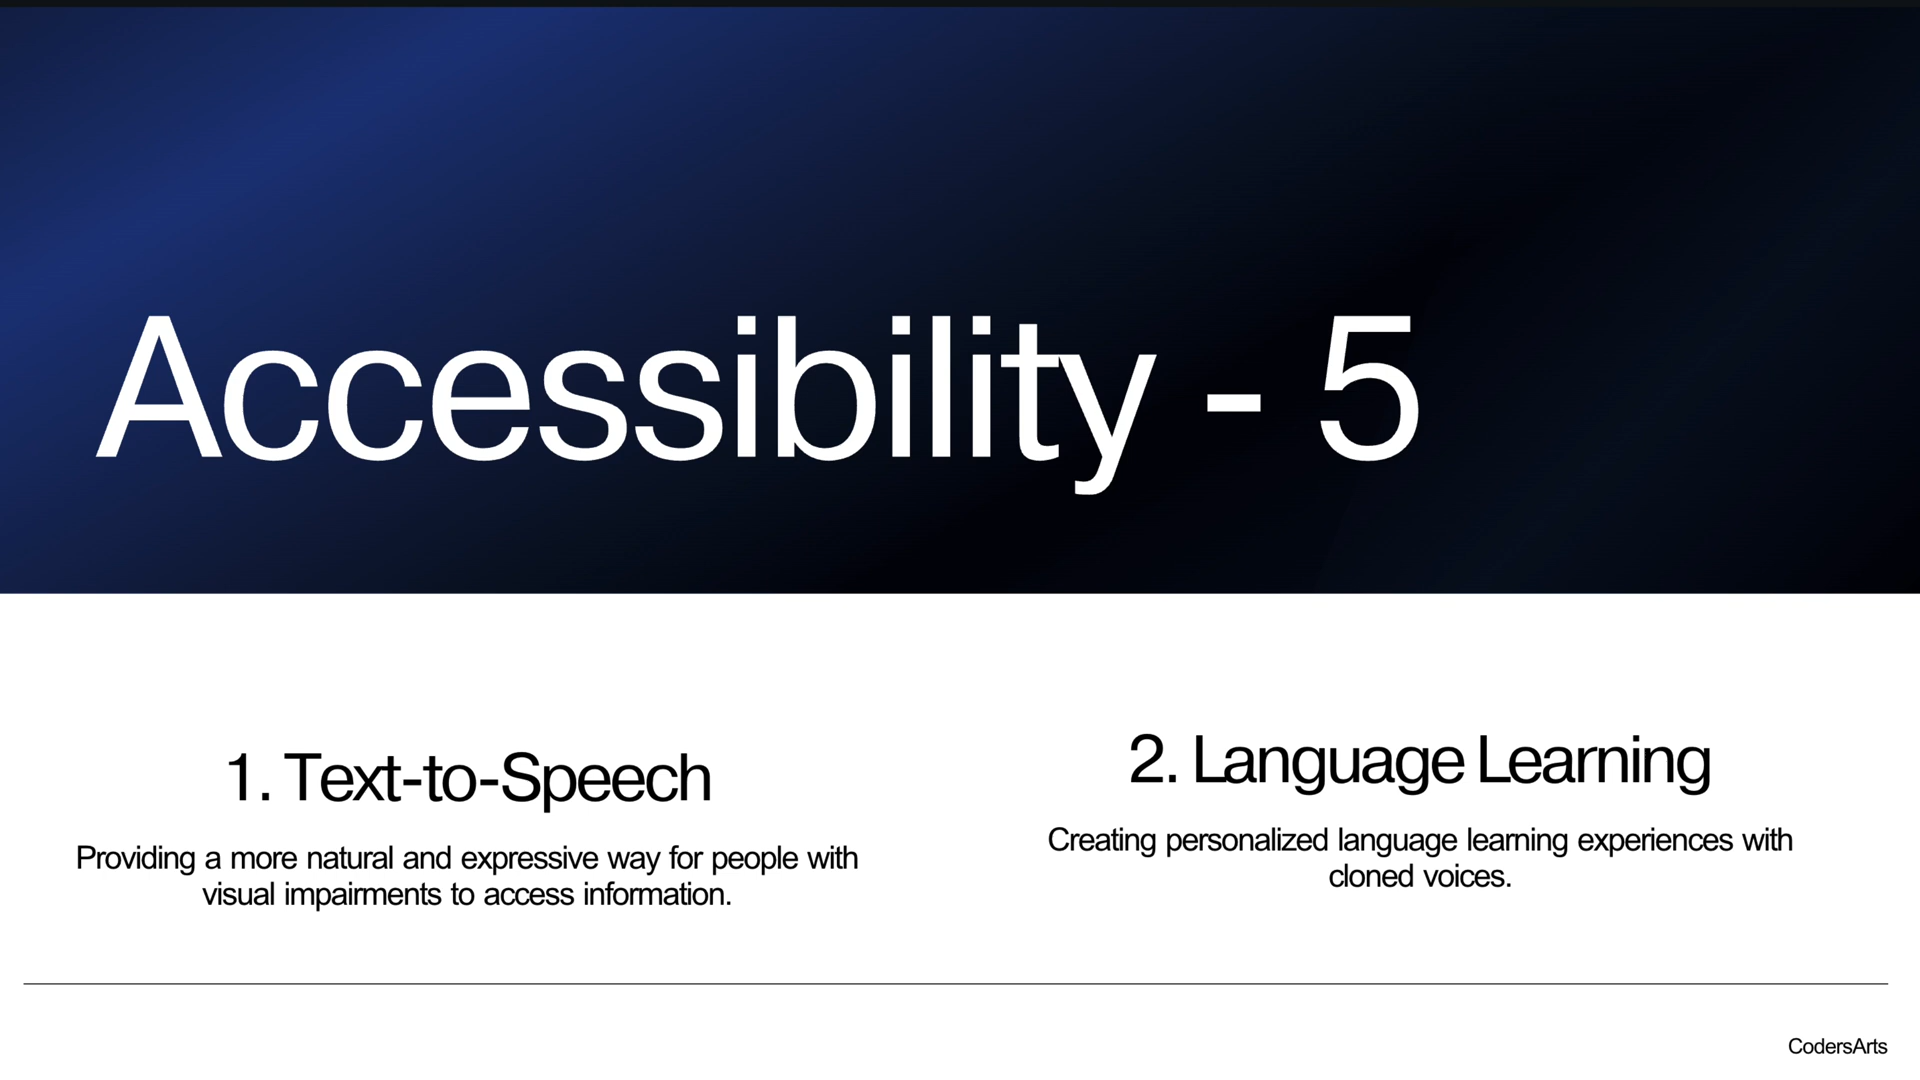 Accessibility - 5
1. Text-to-Speech
Providing a more natural and expressive way for people with
visual impairments to access information.
2. Language Learning
Creating personalized language learning experiences with
cloned voices.
CodersArts